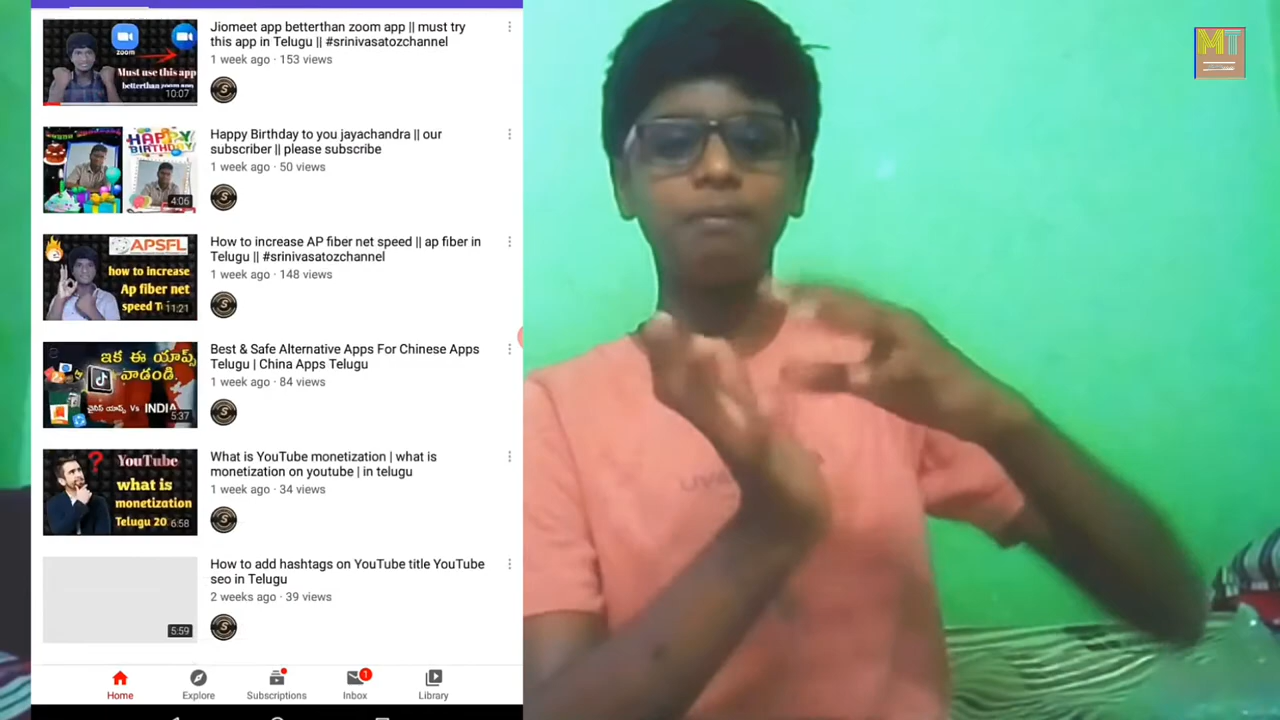 zoom
Must use this app
betterthan
10:07
Jiomeet app betterthan zoom app || must try
this app in Telugu || #srinivasatozchannel
1 week ago · 153 views
S
HAPPY
BIRTHDAY
4:06
Happy Birthday to you jayachandra || our
subscriber || please subscribe
1 week ago · 50 views
S
APSFL
how to increase
Ap fiber net
speed
11:21
How to increase AP fiber net speed || ap fiber in
Telugu || #srinivasatozchannel
1 week ago · 148 views
S
ఇక ఈ యాప్స్
వాడండి.
చైనీస్ యాప్స్ Vs INDIA
5:37
Best & Safe Alternative Apps For Chinese Apps
Telugu | China Apps Telugu
1 week ago · 84 views
S
YouTube
what is
monetization
Telugu 20
6:58
What is YouTube monetization | what is
monetization on youtube | in telugu
1 week ago · 34 views
S
5:59
How to add hashtags on YouTube title YouTube
seo in Telugu
2 weeks ago · 39 views
S
1
Home Explore Subscriptions Inbox Library
MT